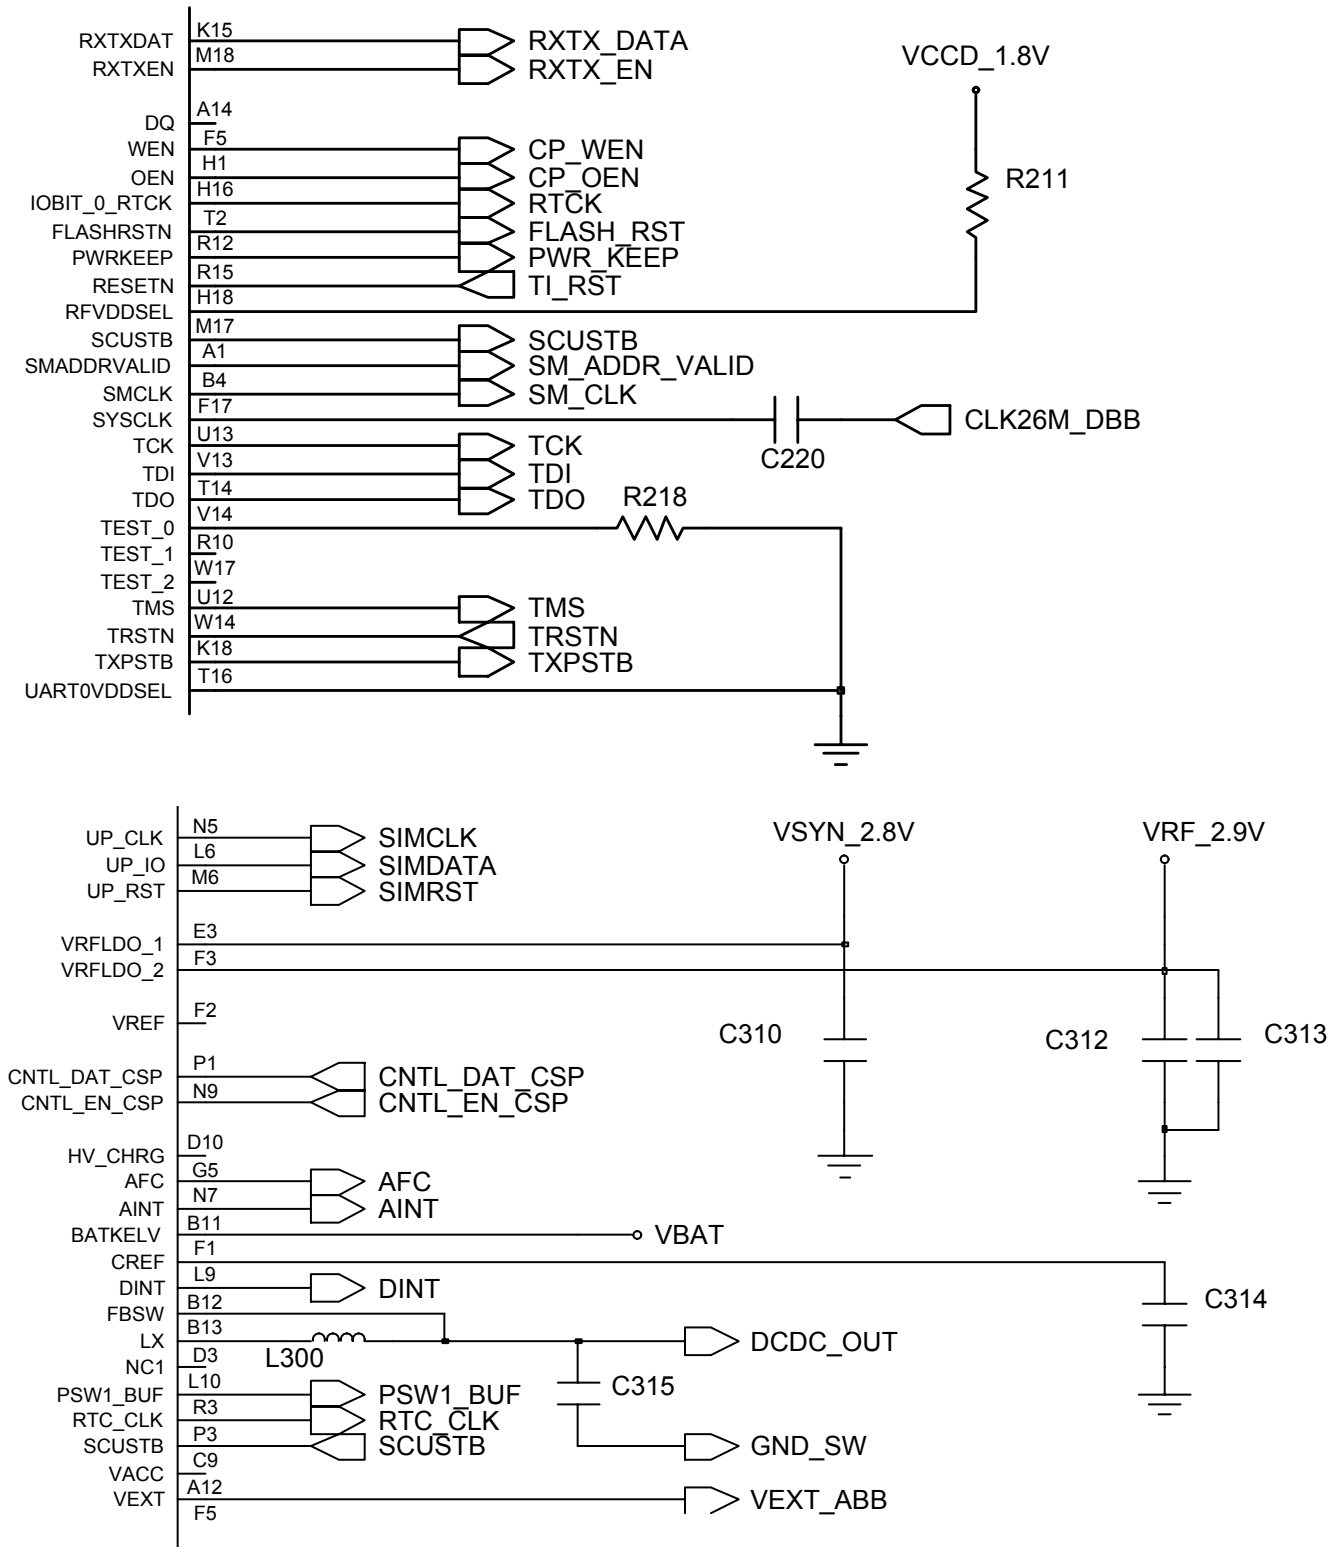 RXTXDAT K15 RXTX_DATA
RXTXEN M18 RXTX_EN
VCCD_1.8V
DQ A14
WEN F5 CP_WEN
OEN H1 CP_OEN
R211
IOBIT_0_RTCK H16 RTCK
FLASHRSTN T2 FLASH_RST
PWRKEEP R12 PWR_KEEP
RESETN R15 TI_RST
RFVDDSEL H18
SCUSTB M17 SCUSTB
SMADDRVALID A1 SM_ADDR_VALID
SMCLK B4 SM_CLK
SYSCLK F17 CLK26M_DBB
C220
TCK U13 TCK
TDI V13 TDI
TDO T14 TDO
R218
TEST_0 V14
TEST_1 R10
TEST_2 W17
TMS U12 TMS
TRSTN W14 TRSTN
TXPSTB K18 TXPSTB
UART0VDDSEL T16
VSYN_2.8V VRF_2.9V
UP_CLK N5 SIMCLK
UP_IO L6 SIMDATA
UP_RST M6 SIMRST
VRFLDO_1 E3
VRFLDO_2 F3
VREF F2
C310 C312 C313
CNTL_DAT_CSP P1 CNTL_DAT_CSP
CNTL_EN_CSP N9 CNTL_EN_CSP
HV_CHRG D10
AFC G5 AFC
AINT N7 AINT
BATKELV B11 VBAT
CREF F1
DINT L9 DINT
C314
FBSW B12
LX B13 DCDC_OUT
L300
NC1 D3
C315
PSW1_BUF L10 PSW1_BUF
RTC_CLK R3 RTC_CLK
SCUSTB P3 SCUSTB
GND_SW
VACC C9
VEXT A12 VEXT_ABB
F5